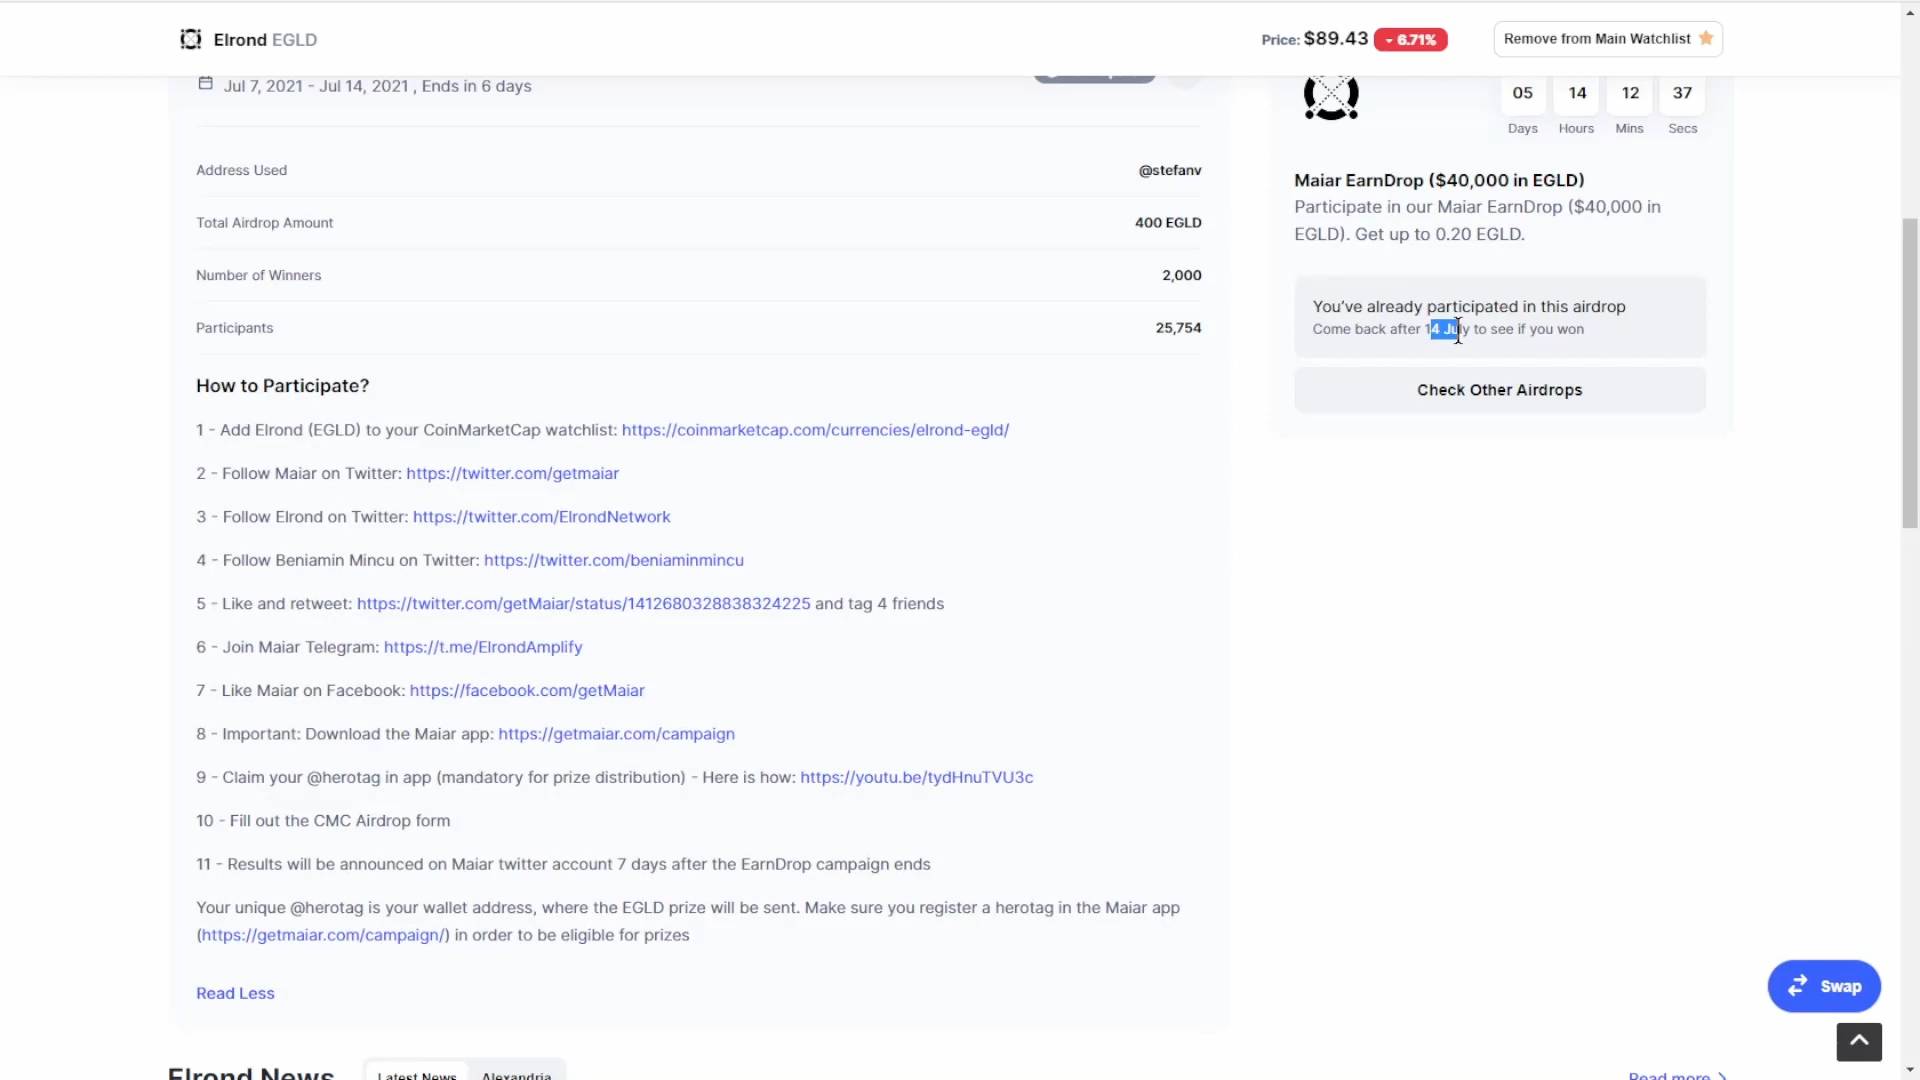 Elrond EGLD
Price: $89.43 6.71%
Remove from Main Watchlist
Jul 7, 2021 - Jul 14, 2021 , Ends in 6 days
Address Used @stefanv
Total Airdrop Amount 400 EGLD
Number of Winners 2,000
Participants 25,754
How to Participate?
1 - Add Elrond (EGLD) to your CoinMarketCap watchlist: https://coinmarketcap.com/currencies/elrond-egld/
2 - Follow Maiar on Twitter: https://twitter.com/getmaiar
3 - Follow Elrond on Twitter: https://twitter.com/ElrondNetwork
4 - Follow Beniamin Mincu on Twitter: https://twitter.com/beniaminmincu
5 - Like and retweet: https://twitter.com/getMaiar/status/1412680328838324225 and tag 4 friends
6 - Join Maiar Telegram: https://t.me/ElrondAmplify
7 - Like Maiar on Facebook: https://facebook.com/getMaiar
8 - Important: Download the Maiar app: https://getmaiar.com/campaign
9 - Claim your @herotag in app (mandatory for prize distribution) - Here is how: https://youtu.be/tydHnuTVU3c
10 - Fill out the CMC Airdrop form
11 - Results will be announced on Maiar twitter account 7 days after the EarnDrop campaign ends
Your unique @herotag is your wallet address, where the EGLD prize will be sent. Make sure you register a herotag in the Maiar app
(https://getmaiar.com/campaign/) in order to be eligible for prizes
Read Less
05 14 12 37
Days Hours Mins Secs
Maiar EarnDrop ($40,000 in EGLD)
Participate in our Maiar EarnDrop ($40,000 in
EGLD). Get up to 0.20 EGLD.
You've already participated in this airdrop
Come back after 14 July to see if you won
Check Other Airdrops
Swap
Elrond News
Latest News Alexandria
Read more